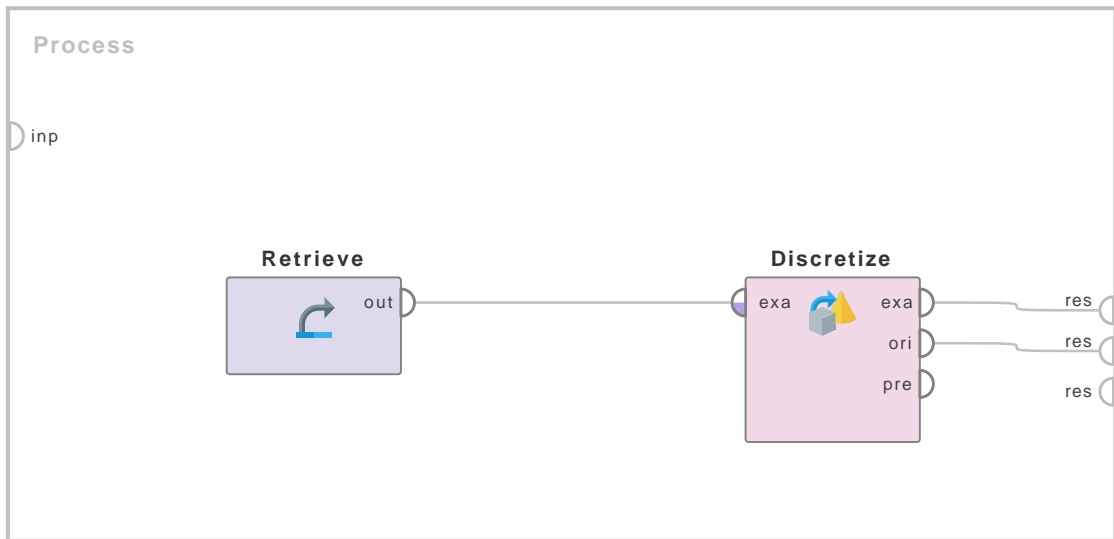 Process
inp
Retrieve
out
Discretize
exa
exa
ori
pre
res
res
res